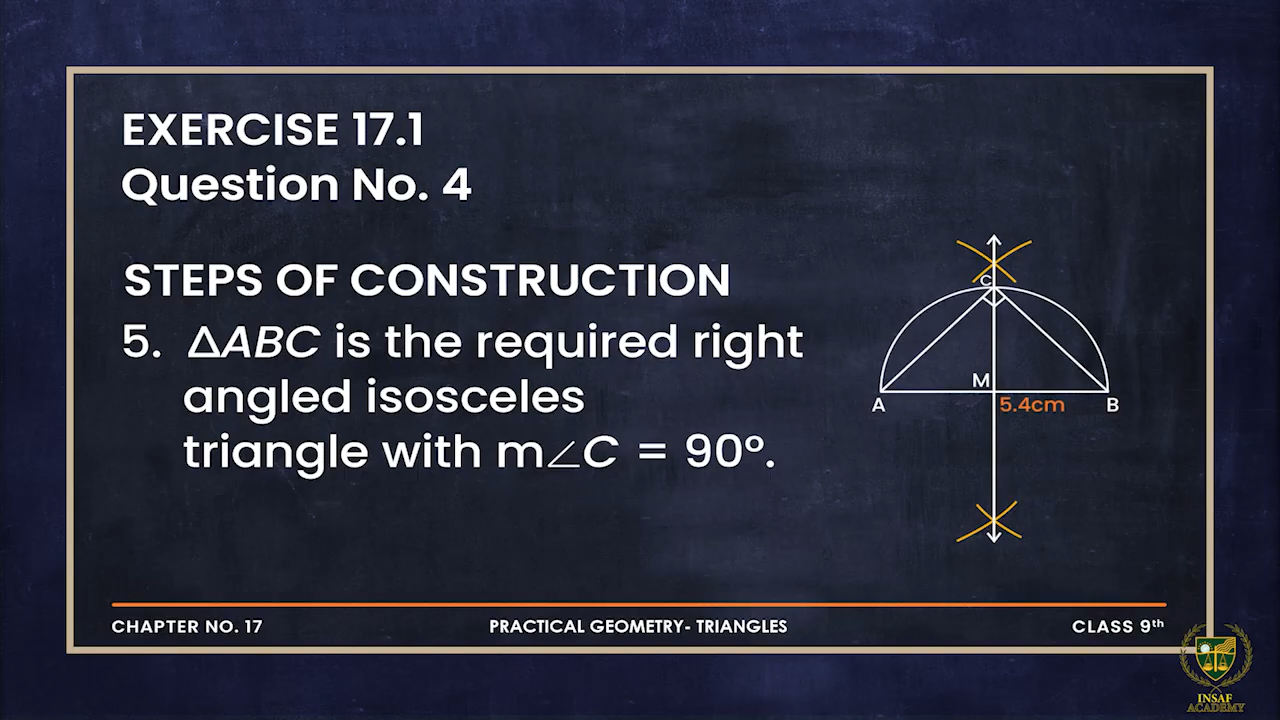 EXERCISE 17.1
Question No. 4
STEPS OF CONSTRUCTION
5. ΔABC is the required right
angled isosceles
triangle with m∠C = 90°.
C
M
A
5.4cm
B
CHAPTER NO. 17
PRACTICAL GEOMETRY- TRIANGLES
CLASS 9th
INSAF
ACADEMY